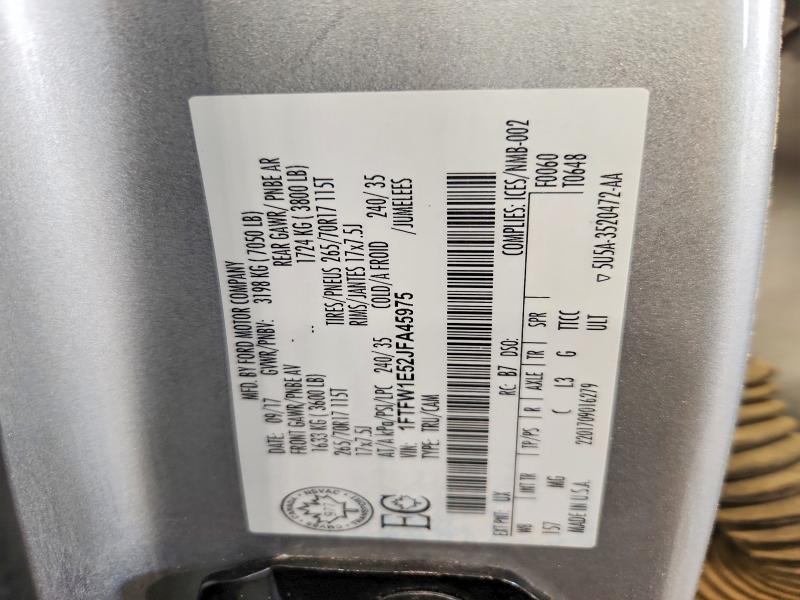 MFD. BY FORD MOTOR COMPANY
DATE: 09/17 GVWR/PNBV: 3198 KG ( 7050 LB)
FRONT GAWR/PNBE AV REAR GAWR/ PNBE AR
1633 KG ( 3600 LB) 1724 KG ( 3800 LB)
265/70R17 115T TIRES/PNEUS 265/70R17 115T
17x7.5J RIMS/JANTES 17x7.5J
AT/A kPa/PSI/LPC 240/ 35 COLD/A FROID 240/ 35
VIN: 1FTFW1E52JFA45975 /JUMELEES
TYPE: TRU/CAM
EC
EXT PNT: UX RC: B7 DSO: COMPLIES: ICES/NMB-002
WB INT TR TP/PS R AXLE TR SPR F0060
157 MG C L3 G TTCC T0648
ULT
MADE IN U.S.A. 2201709016279
5U5A-3520472-AA